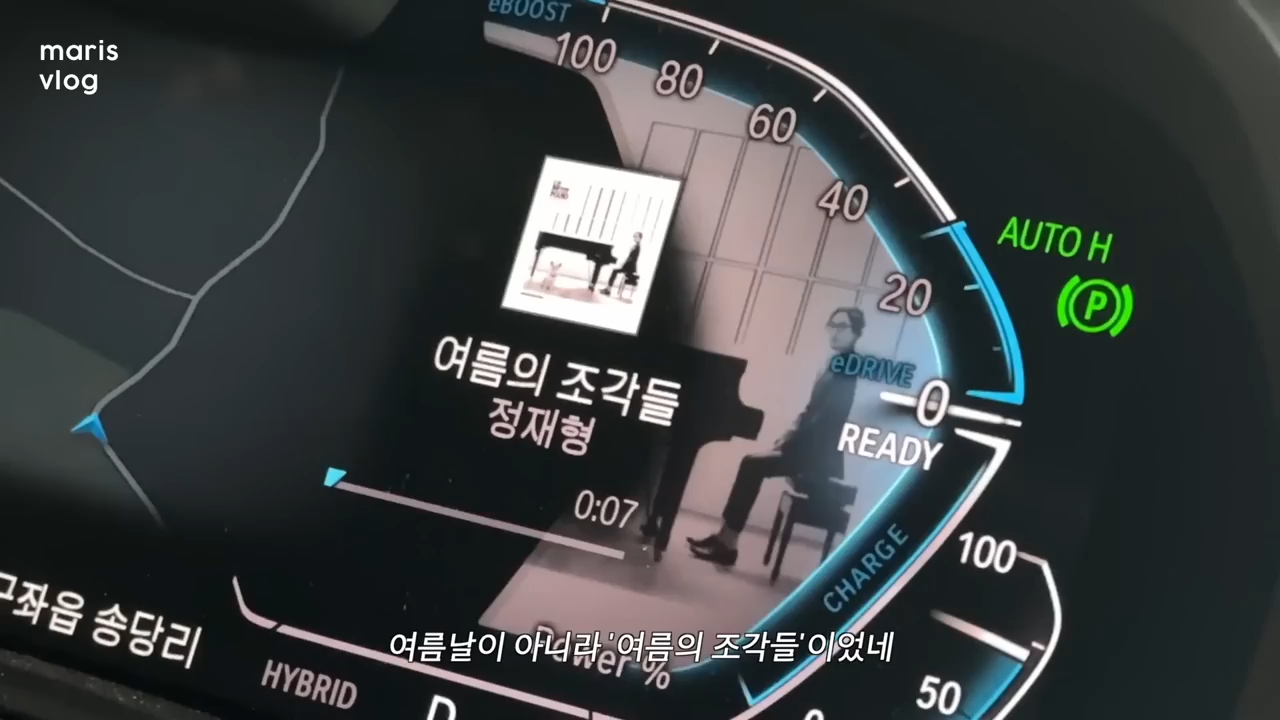 maris
vlog
eBOOST
100
80
60
40
20
eDRIVE
0
READY
AUTO H
P
여름의 조각들
정재형
0:07
CHARGE
100
50
0
구좌읍 송당리
HYBRID
D
Power %
여름날이 아니라 '여름의 조각들'이었네